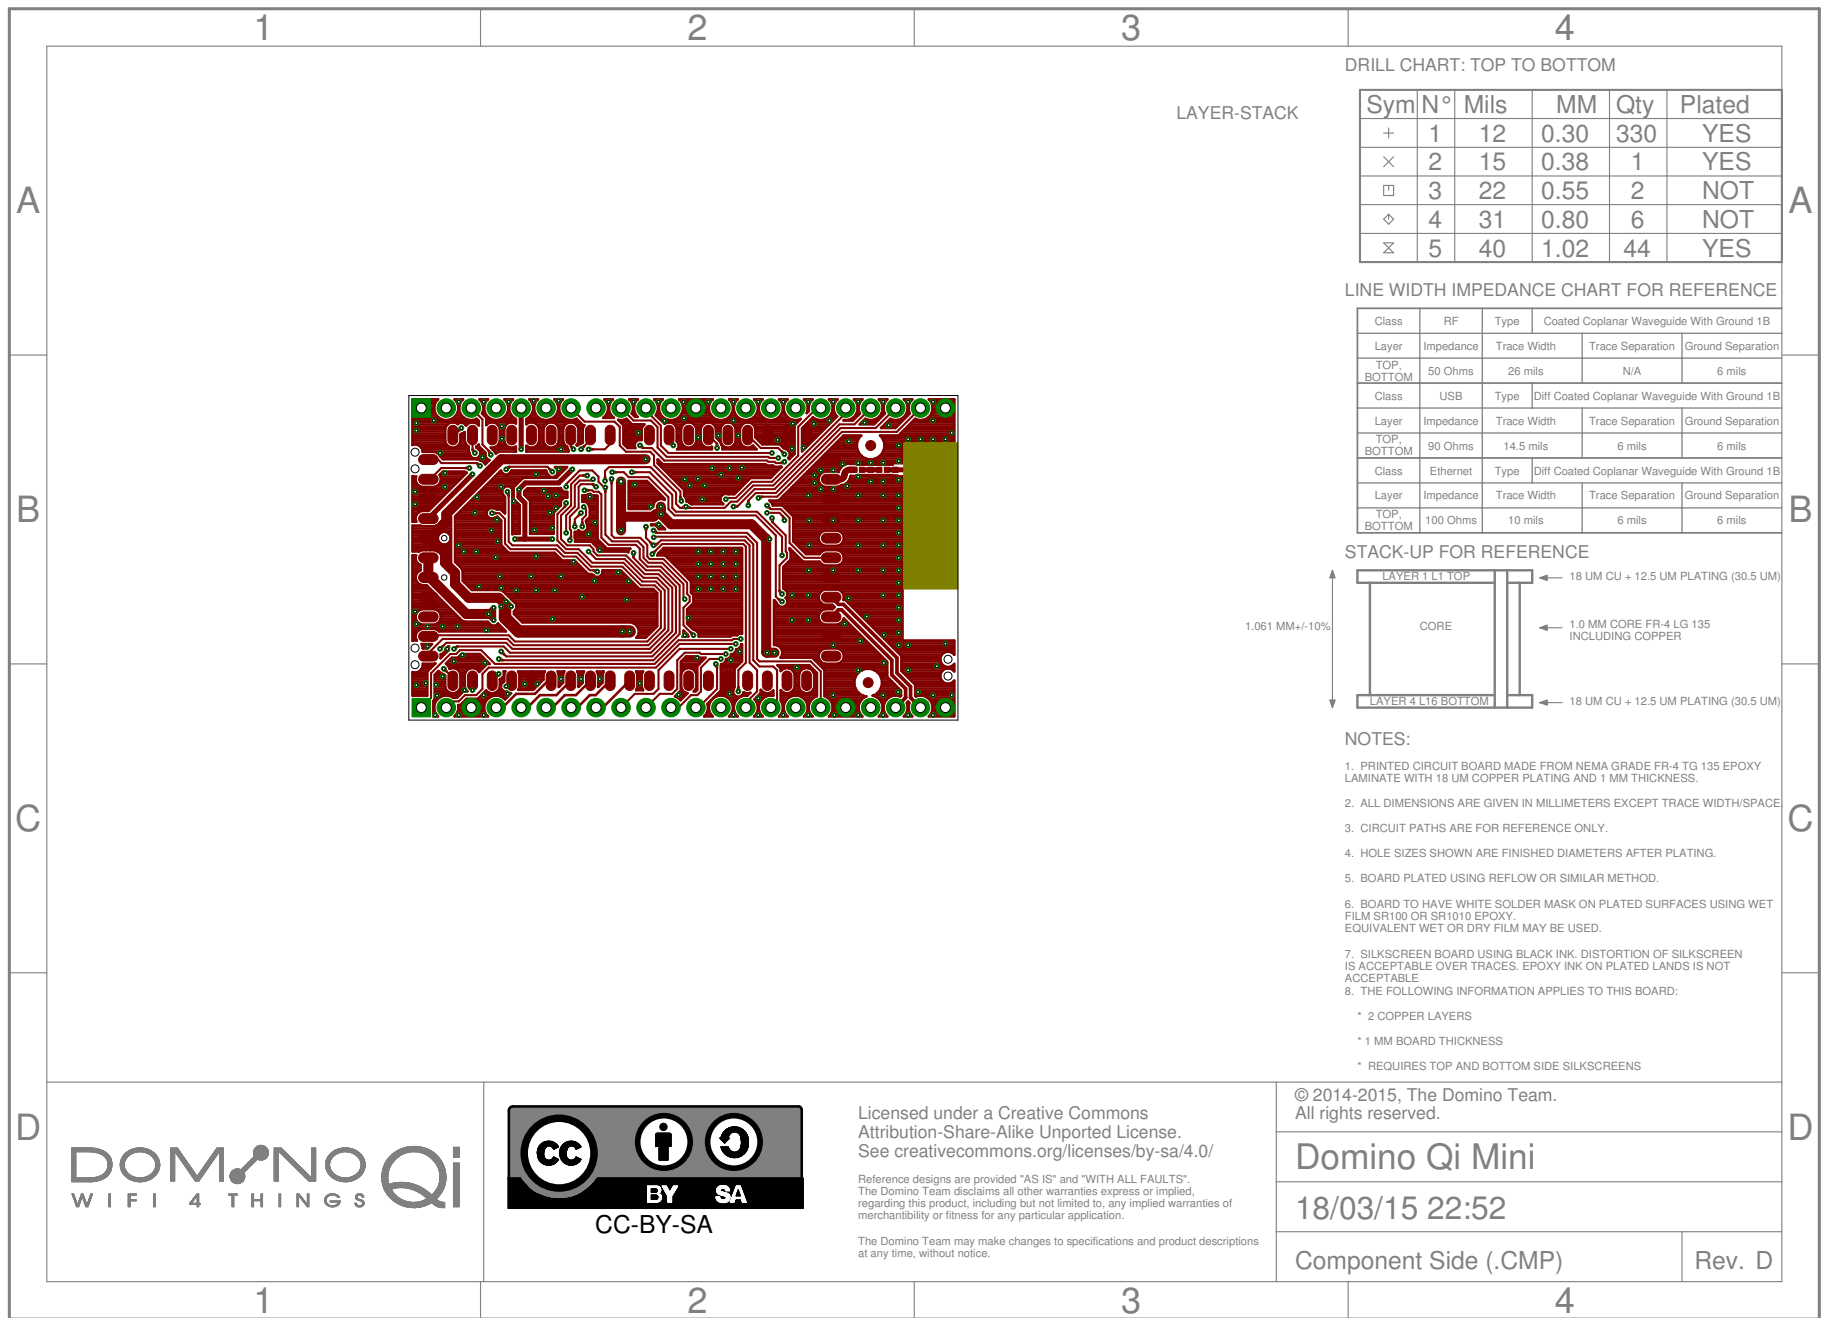 1 2 3 4
DRILL CHART: TOP TO BOTTOM
LAYER-STACK
Sym N° Mils MM Qty Plated
+ 1 12 0.30 330 YES
× 2 15 0.38 1 YES
3 22 0.55 2 NOT
4 31 0.80 6 NOT
5 40 1.02 44 YES
A A
LINE WIDTH IMPEDANCE CHART FOR REFERENCE
Class RF Type Coated Coplanar Waveguide With Ground 1B
Layer Impedance Trace Width Trace Separation Ground Separation
TOP, BOTTOM 50 Ohms 26 mils N/A 6 mils
Class USB Type Diff Coated Coplanar Waveguide With Ground 1B
Layer Impedance Trace Width Trace Separation Ground Separation
TOP, BOTTOM 90 Ohms 14.5 mils 6 mils 6 mils
Class Ethernet Type Diff Coated Coplanar Waveguide With Ground 1B
Layer Impedance Trace Width Trace Separation Ground Separation
TOP, BOTTOM 100 Ohms 10 mils 6 mils 6 mils
B B
STACK-UP FOR REFERENCE
LAYER 1 L1 TOP
18 UM CU + 12.5 UM PLATING (30.5 UM)
1.061 MM+/-10%
CORE
1.0 MM CORE FR-4 LG 135
INCLUDING COPPER
LAYER 4 L16 BOTTOM
18 UM CU + 12.5 UM PLATING (30.5 UM)
NOTES:
1. PRINTED CIRCUIT BOARD MADE FROM NEMA GRADE FR-4 TG 135 EPOXY
LAMINATE WITH 18 UM COPPER PLATING AND 1 MM THICKNESS.
2. ALL DIMENSIONS ARE GIVEN IN MILLIMETERS EXCEPT TRACE WIDTH/SPACE
3. CIRCUIT PATHS ARE FOR REFERENCE ONLY.
4. HOLE SIZES SHOWN ARE FINISHED DIAMETERS AFTER PLATING.
5. BOARD PLATED USING REFLOW OR SIMILAR METHOD.
6. BOARD TO HAVE WHITE SOLDER MASK ON PLATED SURFACES USING WET
FILM SR100 OR SR1010 EPOXY.
EQUIVALENT WET OR DRY FILM MAY BE USED.
7. SILKSCREEN BOARD USING BLACK INK. DISTORTION OF SILKSCREEN
IS ACCEPTABLE OVER TRACES. EPOXY INK ON PLATED LANDS IS NOT
ACCEPTABLE
8. THE FOLLOWING INFORMATION APPLIES TO THIS BOARD:
* 2 COPPER LAYERS
* 1 MM BOARD THICKNESS
* REQUIRES TOP AND BOTTOM SIDE SILKSCREENS
C C
D D
DOMINO Qi
WIFI 4 THINGS
cc
BY SA
CC-BY-SA
Licensed under a Creative Commons
Attribution-Share-Alike Unported License.
See creativecommons.org/licenses/by-sa/4.0/
Reference designs are provided "AS IS" and "WITH ALL FAULTS".
The Domino Team disclaims all other warranties express or implied,
regarding this product, including but not limited to, any implied warranties of
merchantibility or fitness for any particular application.
The Domino Team may make changes to specifications and product descriptions
at any time, without notice.
© 2014-2015, The Domino Team.
All rights reserved.
Domino Qi Mini
18/03/15 22:52
Component Side (.CMP) Rev. D
1 2 3 4